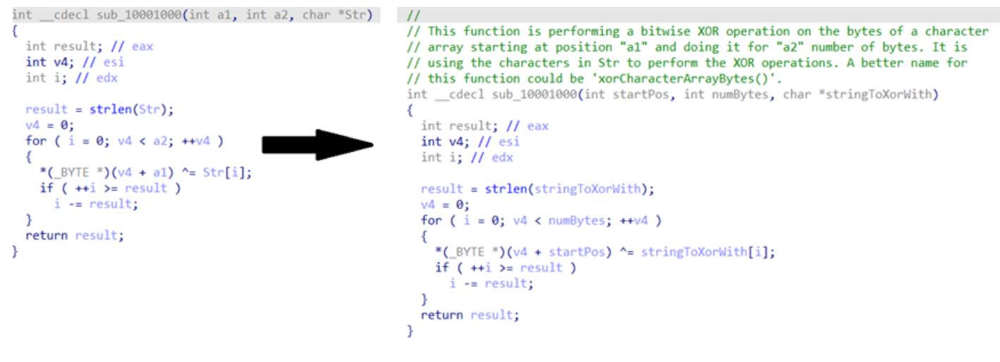 int __cdecl sub_10001000(int a1, int a2, char *Str)
{
  int result; // eax
  int v4; // esi
  int i; // edx

  result = strlen(Str);
  v4 = 0;
  for ( i = 0; v4 < a2; ++v4 )
  {
    *(_BYTE *)(v4 + a1) ^= Str[i];
    if ( ++i >= result )
      i -= result;
  }
  return result;
}
//
// This function is performing a bitwise XOR operation on the bytes of a character
// array starting at position "a1" and doing it for "a2" number of bytes. It is
// using the characters in Str to perform the XOR operations. A better name for
// this function could be 'xorCharacterArrayBytes()'.
int __cdecl sub_10001000(int startPos, int numBytes, char *stringToXorWith)
{
  int result; // eax
  int v4; // esi
  int i; // edx

  result = strlen(stringToXorWith);
  v4 = 0;
  for ( i = 0; v4 < numBytes; ++v4 )
  {
    *(_BYTE *)(v4 + startPos) ^= stringToXorWith[i];
    if ( ++i >= result )
      i -= result;
  }
  return result;
}